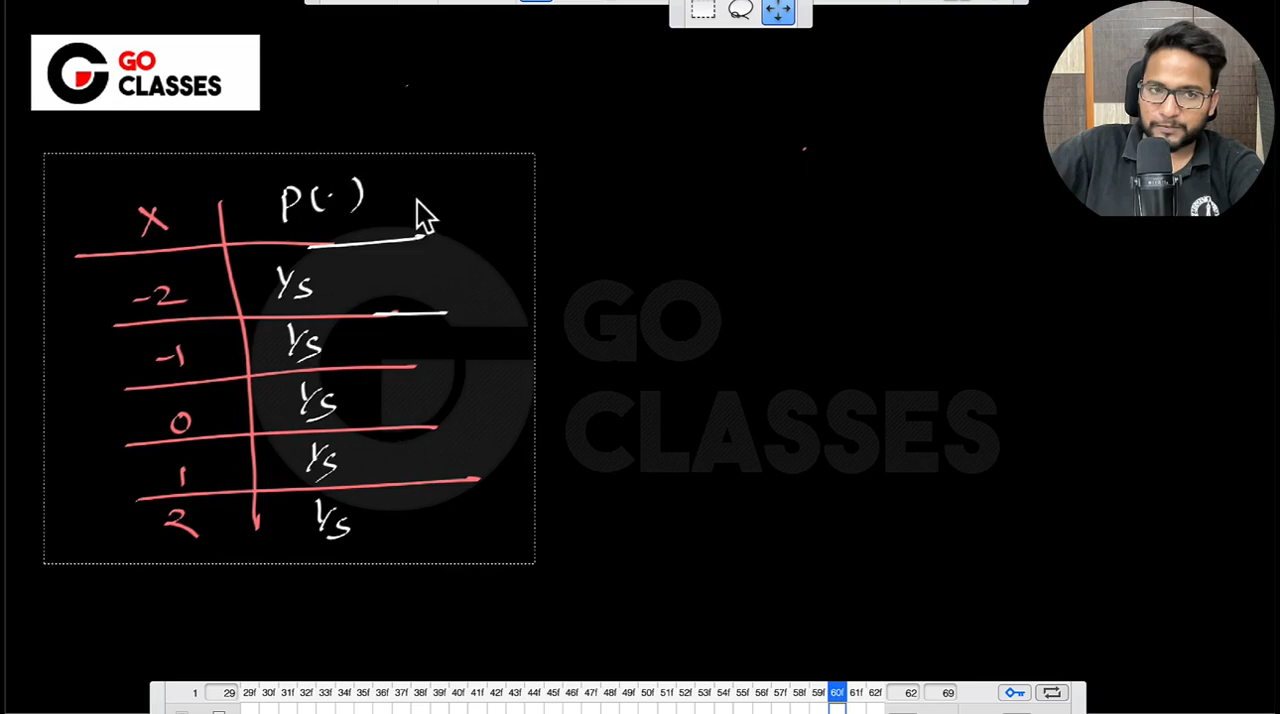 GO
CLASSES
X P(·)
-2 1/5
-1 1/5
0 1/5
1 1/5
2 1/5
GO
CLASSES
1 29 29f 30f 31f 32f 33f 34f 35f 36f 37f 38f 39f 40f 41f 42f 43f 44f 45f 46f 47f 48f 49f 50f 51f 52f 53f 54f 55f 56f 57f 58f 59f 60f 61f 62f 62 69